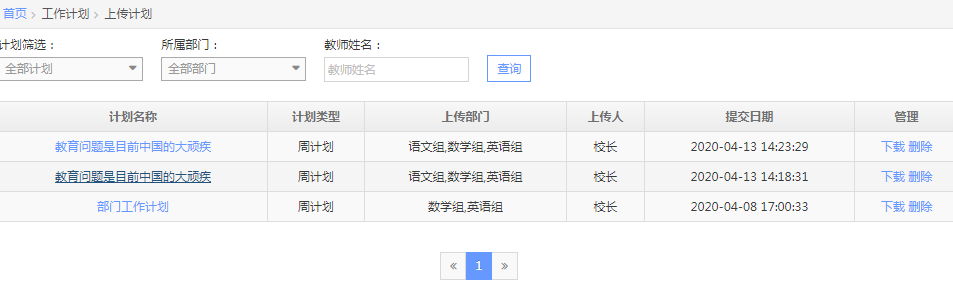 首页 > 工作计划 > 上传计划
计划筛选： 所属部门： 教师姓名：
全部计划 全部部门 教师姓名 查询
计划名称 计划类型 上传部门 上传人 提交日期 管理
教育问题是目前中国的大顽疾 周计划 语文组,数学组,英语组 校长 2020-04-13 14:23:29 下载 删除
教育问题是目前中国的大顽疾 周计划 语文组,数学组,英语组 校长 2020-04-13 14:18:31 下载 删除
部门工作计划 周计划 数学组,英语组 校长 2020-04-08 17:00:33 下载 删除
« 1 »